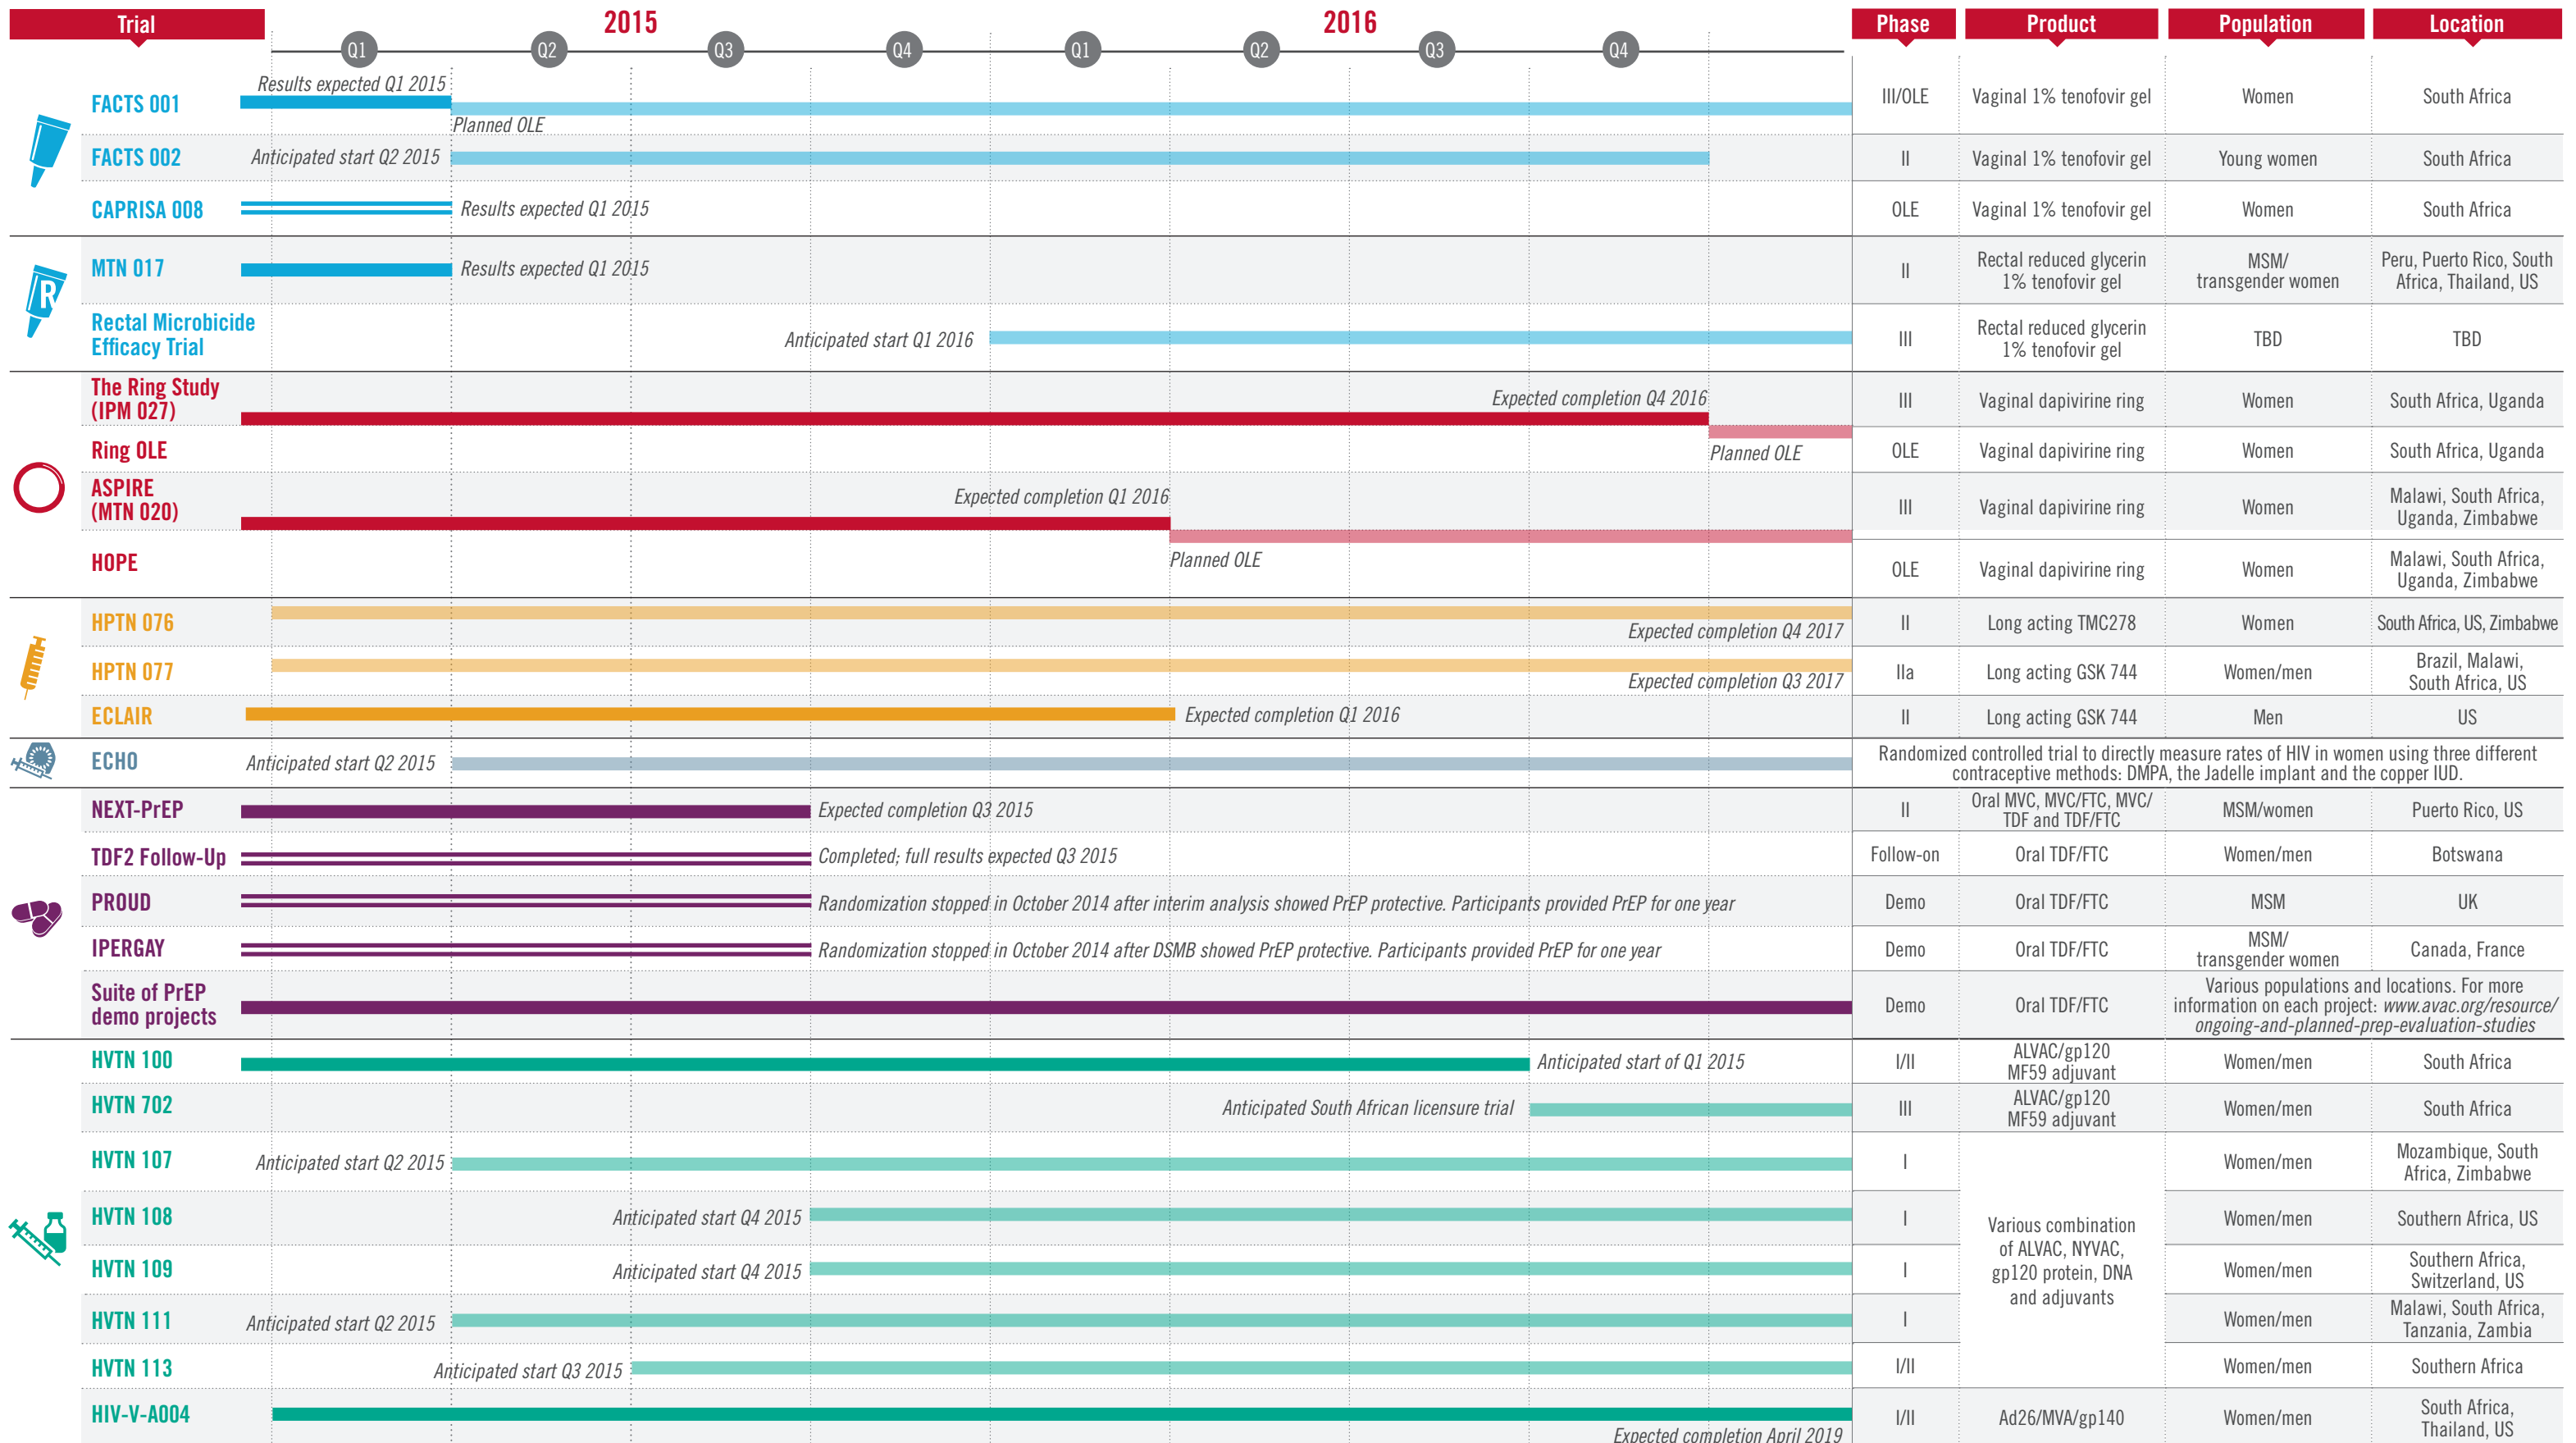 Trial
2015
2016
Phase
Product
Population
Location
Q1
Q2
Q3
Q4
Q1
Q2
Q3
Q4
FACTS 001
Results expected Q1 2015
Planned OLE
III/OLE
Vaginal 1% tenofovir gel
Women
South Africa
FACTS 002
Anticipated start Q2 2015
II
Vaginal 1% tenofovir gel
Young women
South Africa
CAPRISA 008
Results expected Q1 2015
OLE
Vaginal 1% tenofovir gel
Women
South Africa
R
MTN 017
Results expected Q1 2015
II
Rectal reduced glycerin
1% tenofovir gel
MSM/
transgender women
Peru, Puerto Rico, South
Africa, Thailand, US
Rectal Microbicide
Efficacy Trial
Anticipated start Q1 2016
III
Rectal reduced glycerin
1% tenofovir gel
TBD
TBD
The Ring Study
(IPM 027)
Expected completion Q4 2016
III
Vaginal dapivirine ring
Women
South Africa, Uganda
Ring OLE
Planned OLE
OLE
Vaginal dapivirine ring
Women
South Africa, Uganda
ASPIRE
(MTN 020)
Expected completion Q1 2016
III
Vaginal dapivirine ring
Women
Malawi, South Africa,
Uganda, Zimbabwe
HOPE
Planned OLE
OLE
Vaginal dapivirine ring
Women
Malawi, South Africa,
Uganda, Zimbabwe
HPTN 076
Expected completion Q4 2017
II
Long acting TMC278
Women
South Africa, US, Zimbabwe
HPTN 077
Expected completion Q3 2017
IIa
Long acting GSK 744
Women/men
Brazil, Malawi,
South Africa, US
ECLAIR
Expected completion Q1 2016
II
Long acting GSK 744
Men
US
ECHO
Anticipated start Q2 2015
Randomized controlled trial to directly measure rates of HIV in women using three different
contraceptive methods: DMPA, the Jadelle implant and the copper IUD.
NEXT-PrEP
Expected completion Q3 2015
II
Oral MVC, MVC/FTC, MVC/
TDF and TDF/FTC
MSM/women
Puerto Rico, US
TDF2 Follow-Up
Completed; full results expected Q3 2015
Follow-on
Oral TDF/FTC
Women/men
Botswana
PROUD
Randomization stopped in October 2014 after interim analysis showed PrEP protective. Participants provided PrEP for one year
Demo
Oral TDF/FTC
MSM
UK
IPERGAY
Randomization stopped in October 2014 after DSMB showed PrEP protective. Participants provided PrEP for one year
Demo
Oral TDF/FTC
MSM/
transgender women
Canada, France
Suite of PrEP
demo projects
Demo
Oral TDF/FTC
Various populations and locations. For more
information on each project: www.avac.org/resource/
ongoing-and-planned-prep-evaluation-studies
HVTN 100
Anticipated start of Q1 2015
I/II
ALVAC/gp120
MF59 adjuvant
Women/men
South Africa
HVTN 702
Anticipated South African licensure trial
III
ALVAC/gp120
MF59 adjuvant
Women/men
South Africa
HVTN 107
Anticipated start Q2 2015
I
Women/men
Mozambique, South
Africa, Zimbabwe
HVTN 108
Anticipated start Q4 2015
I
Various combination
of ALVAC, NYVAC,
gp120 protein, DNA
and adjuvants
Women/men
Southern Africa, US
HVTN 109
Anticipated start Q4 2015
I
Women/men
Southern Africa,
Switzerland, US
HVTN 111
Anticipated start Q2 2015
I
Women/men
Malawi, South Africa,
Tanzania, Zambia
HVTN 113
Anticipated start Q3 2015
I/II
Women/men
Southern Africa
HIV-V-A004
Expected completion April 2019
I/II
Ad26/MVA/gp140
Women/men
South Africa,
Thailand, US